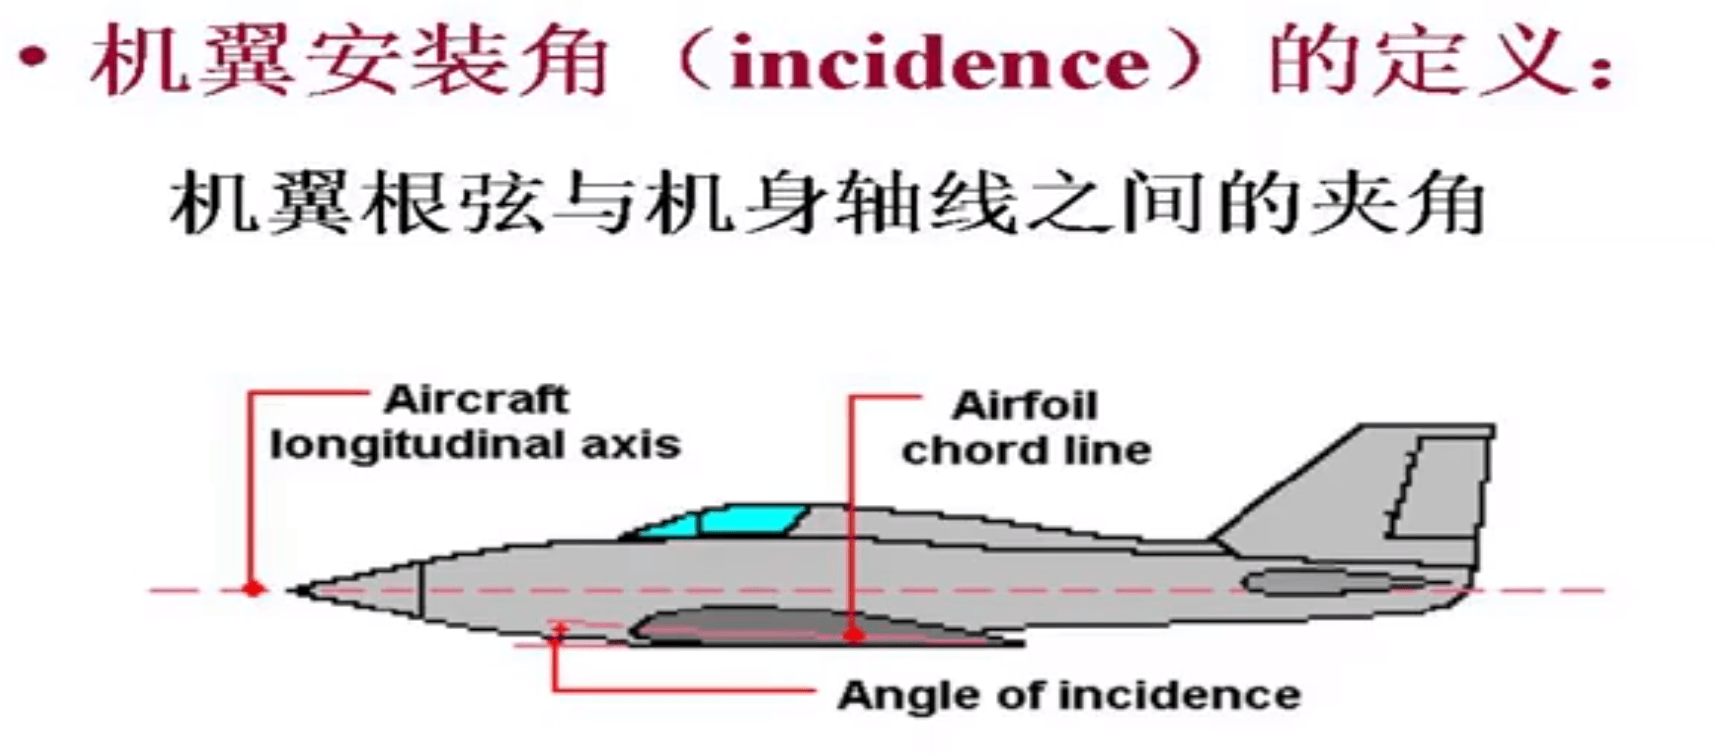 • 机翼安装角（incidence）的定义：
机翼根弦与机身轴线之间的夹角
Aircraft
longitudinal axis
Airfoil
chord line
Angle of incidence